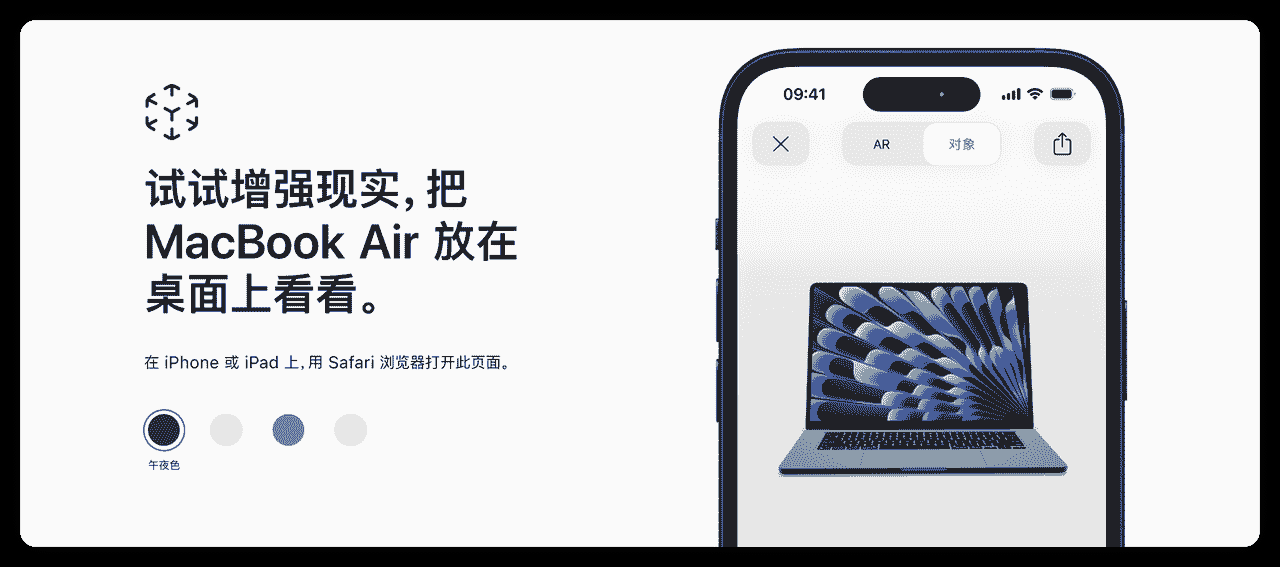 试试增强现实，把
MacBook Air 放在
桌面上看看。
在 iPhone 或 iPad 上，用 Safari 浏览器打开此页面。
午夜色
09:41
AR
对象